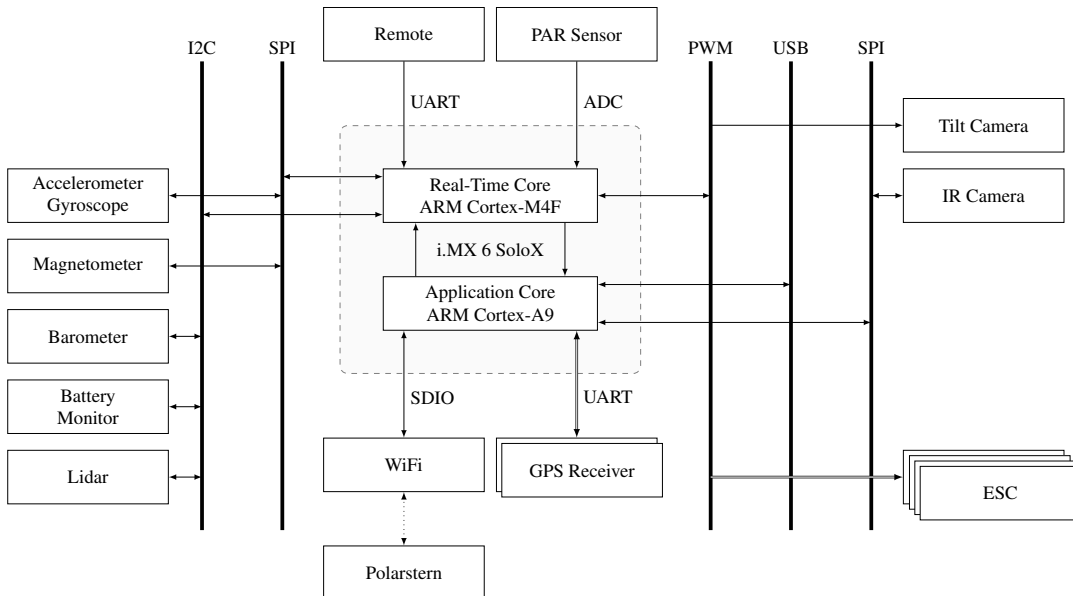 Remote
PAR Sensor
I2C
SPI
PWM
USB
SPI
UART
ADC
Tilt Camera
Accelerometer
Gyroscope
Real-Time Core
ARM Cortex-M4F
IR Camera
i.MX 6 SoloX
Magnetometer
Application Core
ARM Cortex-A9
Barometer
Battery
Monitor
SDIO
UART
Lidar
WiFi
GPS Receiver
ESC
Polarstern